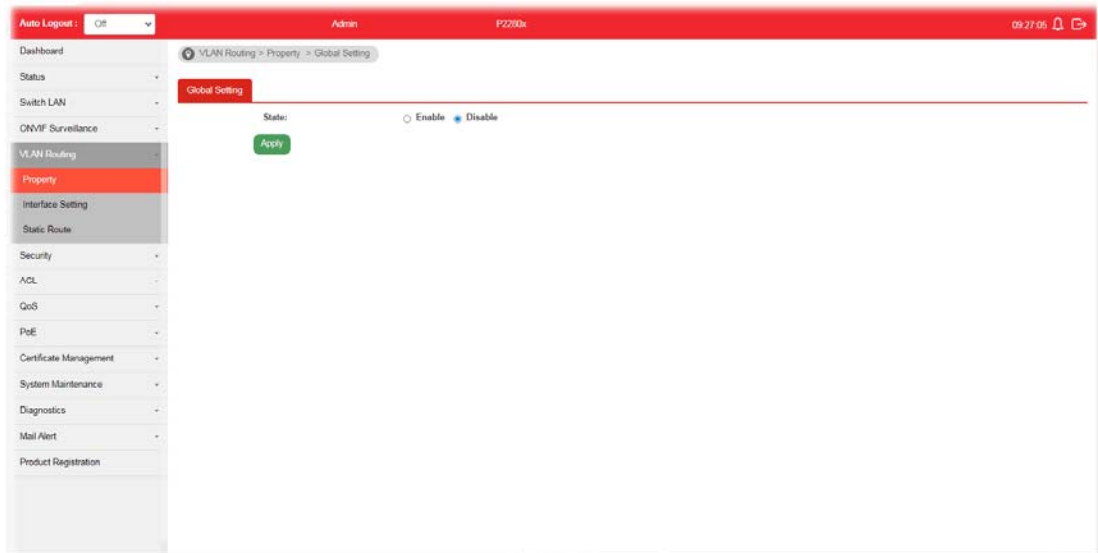 Auto Logout : Off Admin P2280x 09:27:05
Dashboard
VLAN Routing > Property > Global Setting
Status
Global Setting
Switch LAN
State: Enable Disable
ONVIF Surveillance
Apply
VLAN Routing
Property
Interface Setting
Static Route
Security
ACL
QoS
PoE
Certificate Management
System Maintenance
Diagnostics
Mail Alert
Product Registration